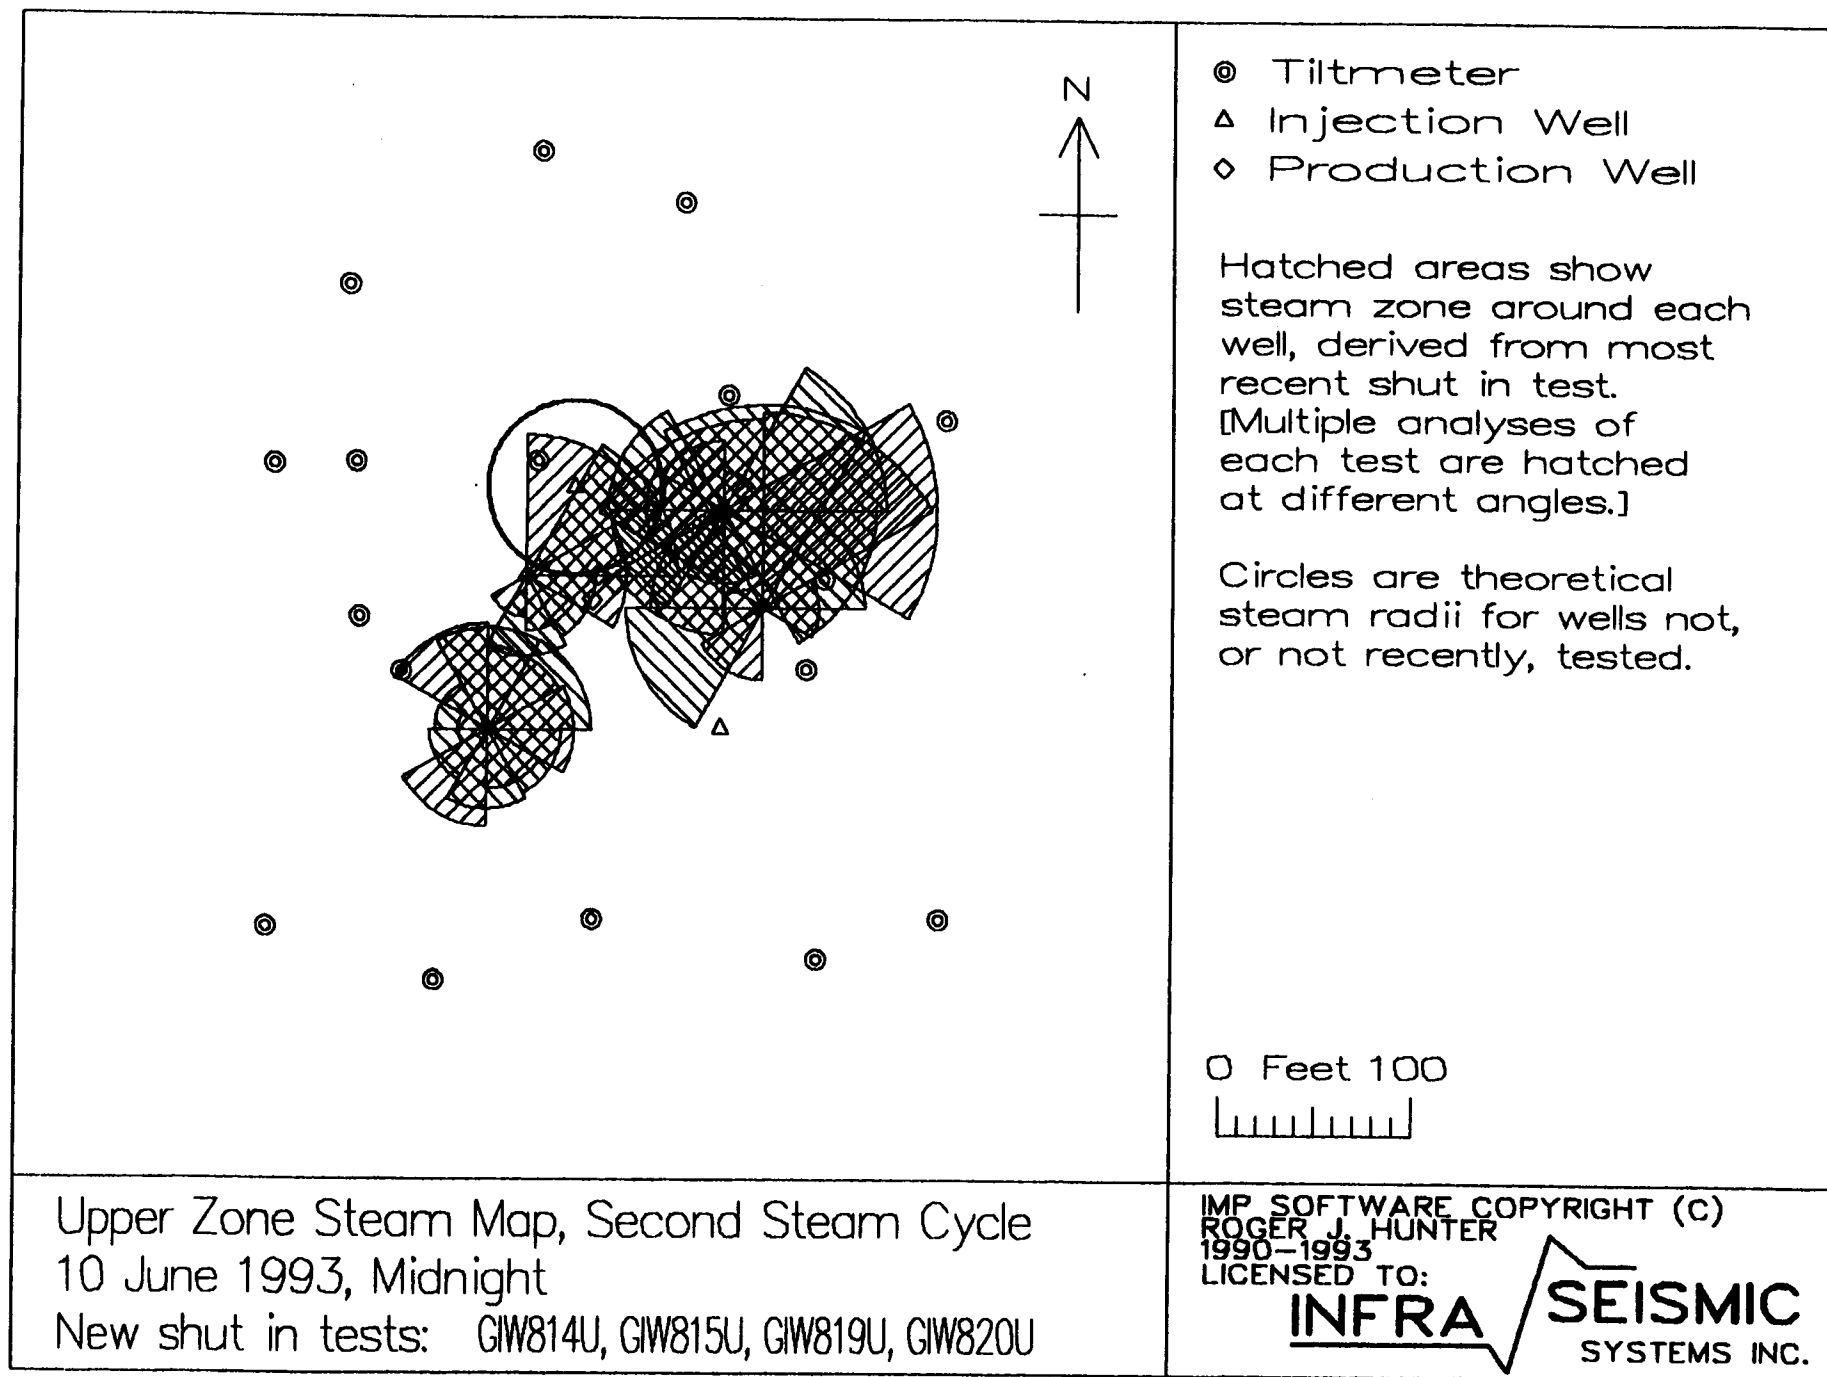 N
Tiltmeter
Injection Well
Production Well
Hatched areas show
steam zone around each
well, derived from most
recent shut in test.
[Multiple analyses of
each test are hatched
at different angles.]
Circles are theoretical
steam radii for wells not,
or not recently, tested.
0 Feet 100
Upper Zone Steam Map, Second Steam Cycle
10 June 1993, Midnight
New shut in tests: GIW814U, GIW815U, GIW819U, GIW820U
IMP SOFTWARE COPYRIGHT (C)
ROGER J. HUNTER
1990-1993
LICENSED TO:
INFRA SEISMIC
SYSTEMS INC.